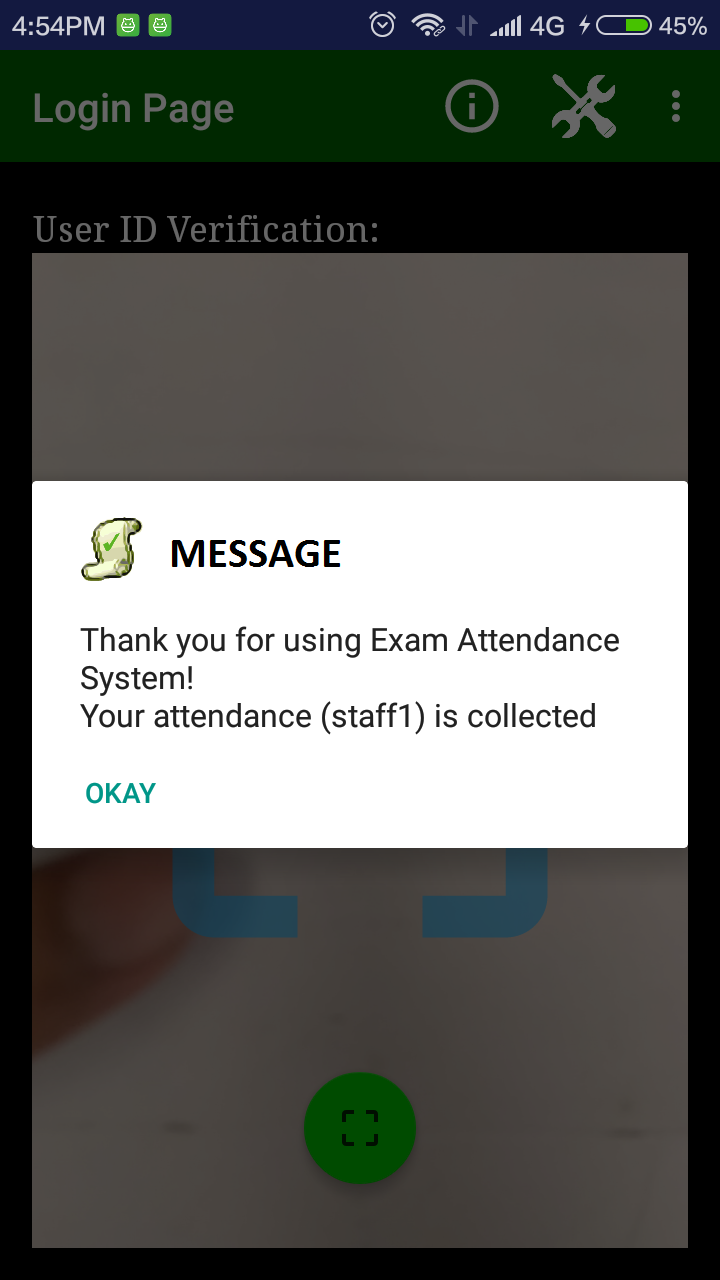 4:54PM 4G 45%
Login Page
User ID Verification:
MESSAGE
Thank you for using Exam Attendance
System!
Your attendance (staff1) is collected
OKAY